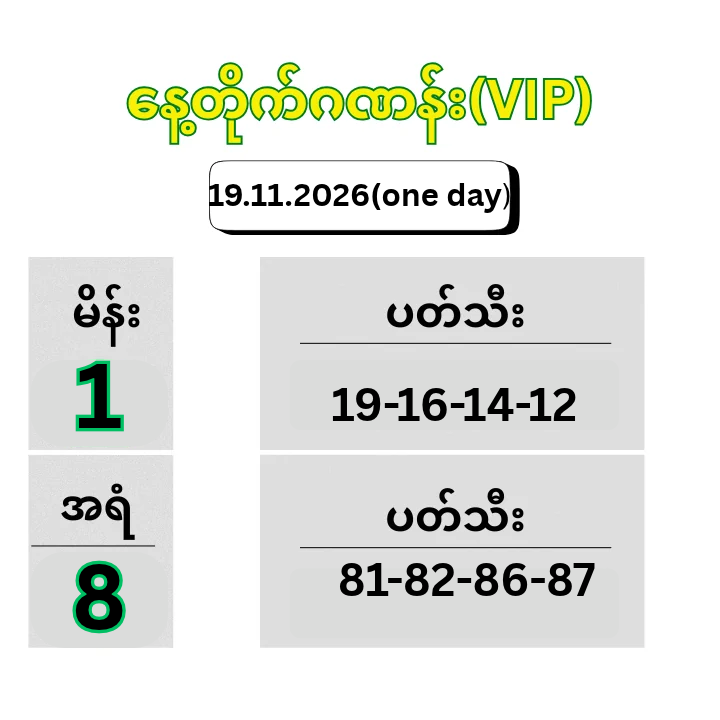 နေ့တိုက်ဂဏန်း(VIP)
19.11.2026(one day)
မိန်း
1
ပတ်သီး
19-16-14-12
အရံ
8
ပတ်သီး
81-82-86-87